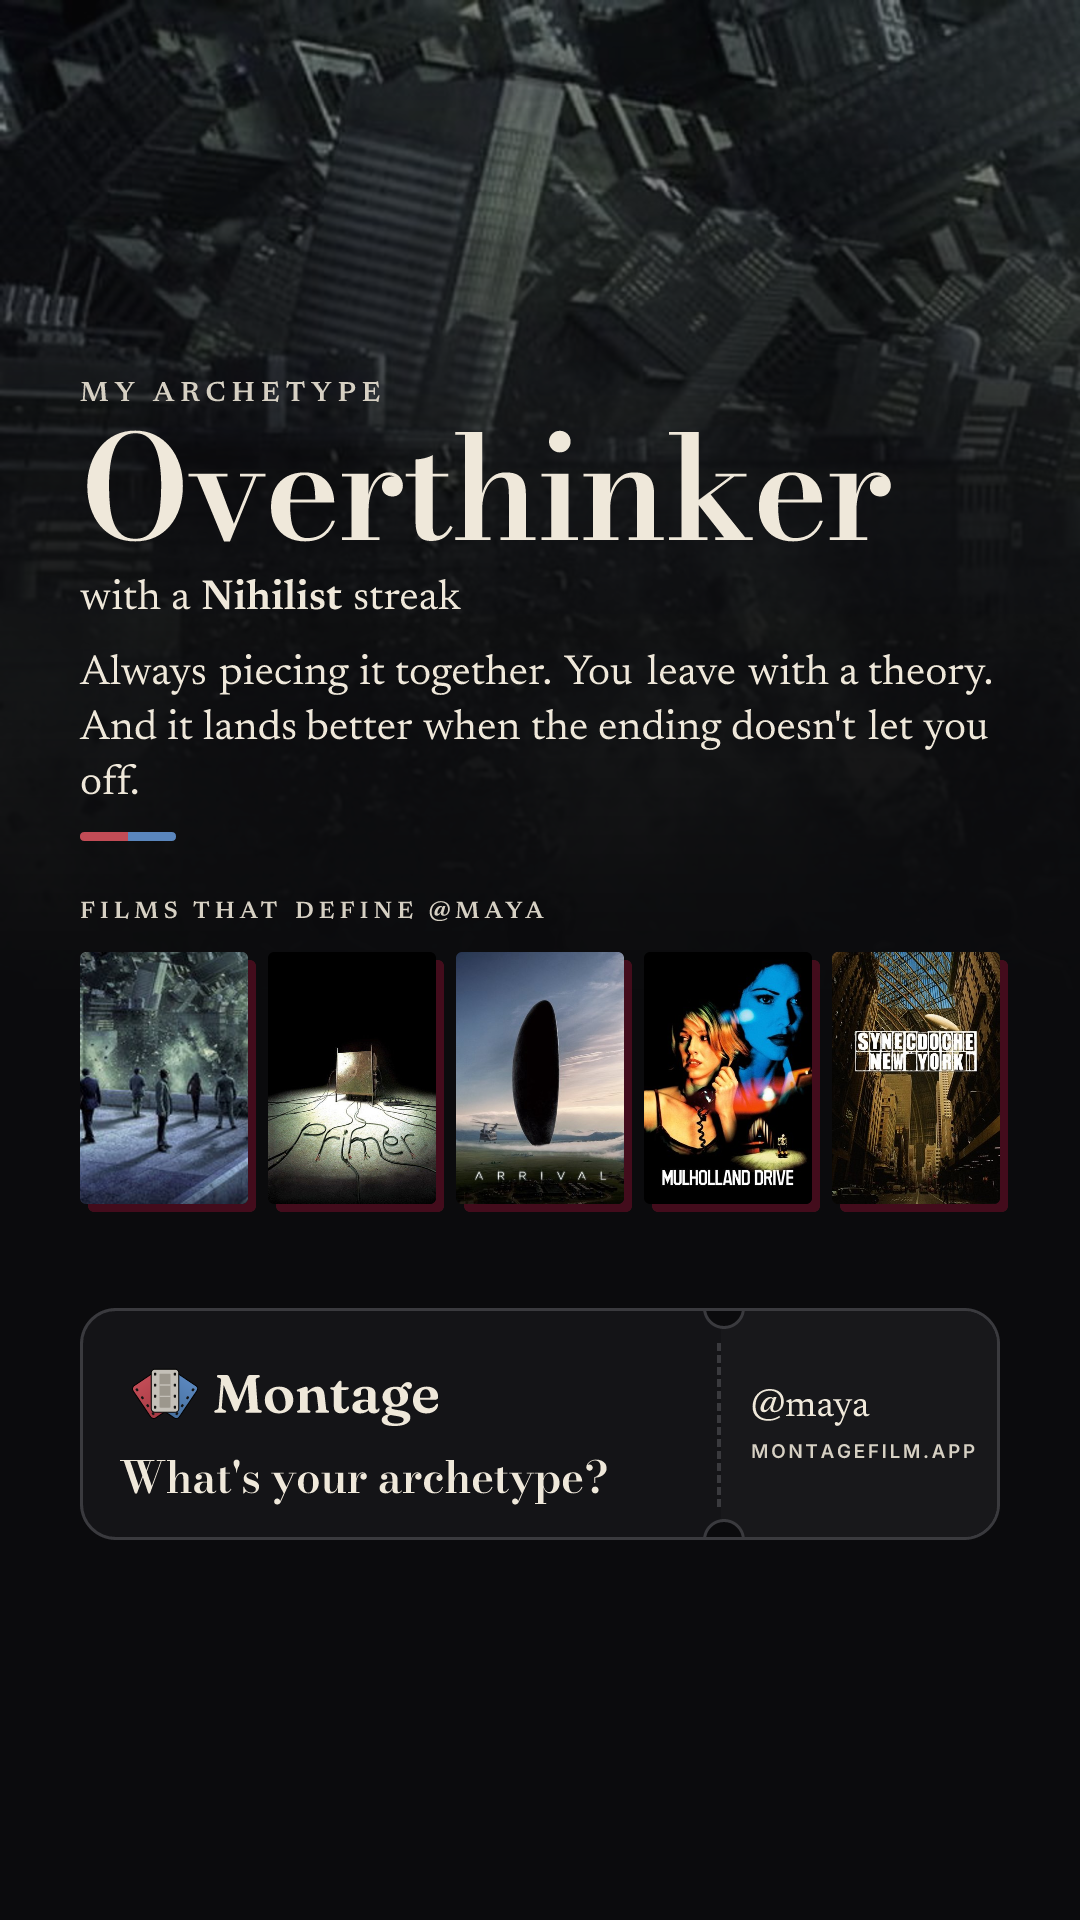 MY ARCHETYPE
Overthinker
with a Nihilist streak
Always piecing it together. You leave with a theory.
And it lands better when the ending doesn't let you
off.
FILMS THAT DEFINE @MAYA
Primer
ARRIVAL
MULHOLLAND DRIVE
SYNECDOCHE
NEW YORK
Montage
What's your archetype?
@maya
MONTAGEFILM.APP